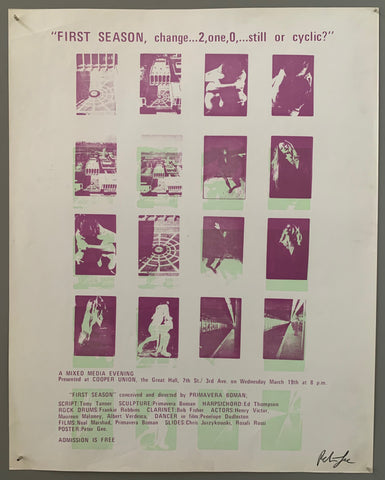 "FIRST SEASON, change...2,one,0,...still or cyclic?"
A MIXED MEDIA EVENING
Presented at COOPER UNION, the Great Hall, 7th St./ 3rd Ave. on Wednesday March 19th at 8 p.m.
"FIRST SEASON" conceived and directed by PRIMAVERA BOMAN;
SCRIPT:Tony Tanner SCULPTURE:Primavera Boman HARPSICHORD:Ed Thompson
ROCK DRUMS:Frankie Robbins CLARINET:Bob Fisher ACTORS:Henry Victor,
Maureen Maloney, Albert Verdesca, DANCER in film:Penelope Dudleston
FILMS:Neal Marshad, Primavera Boman SLIDES:Chris Jorzykowski, Rosali Rossi
POSTER:Peter Gee.
ADMISSION IS FREE